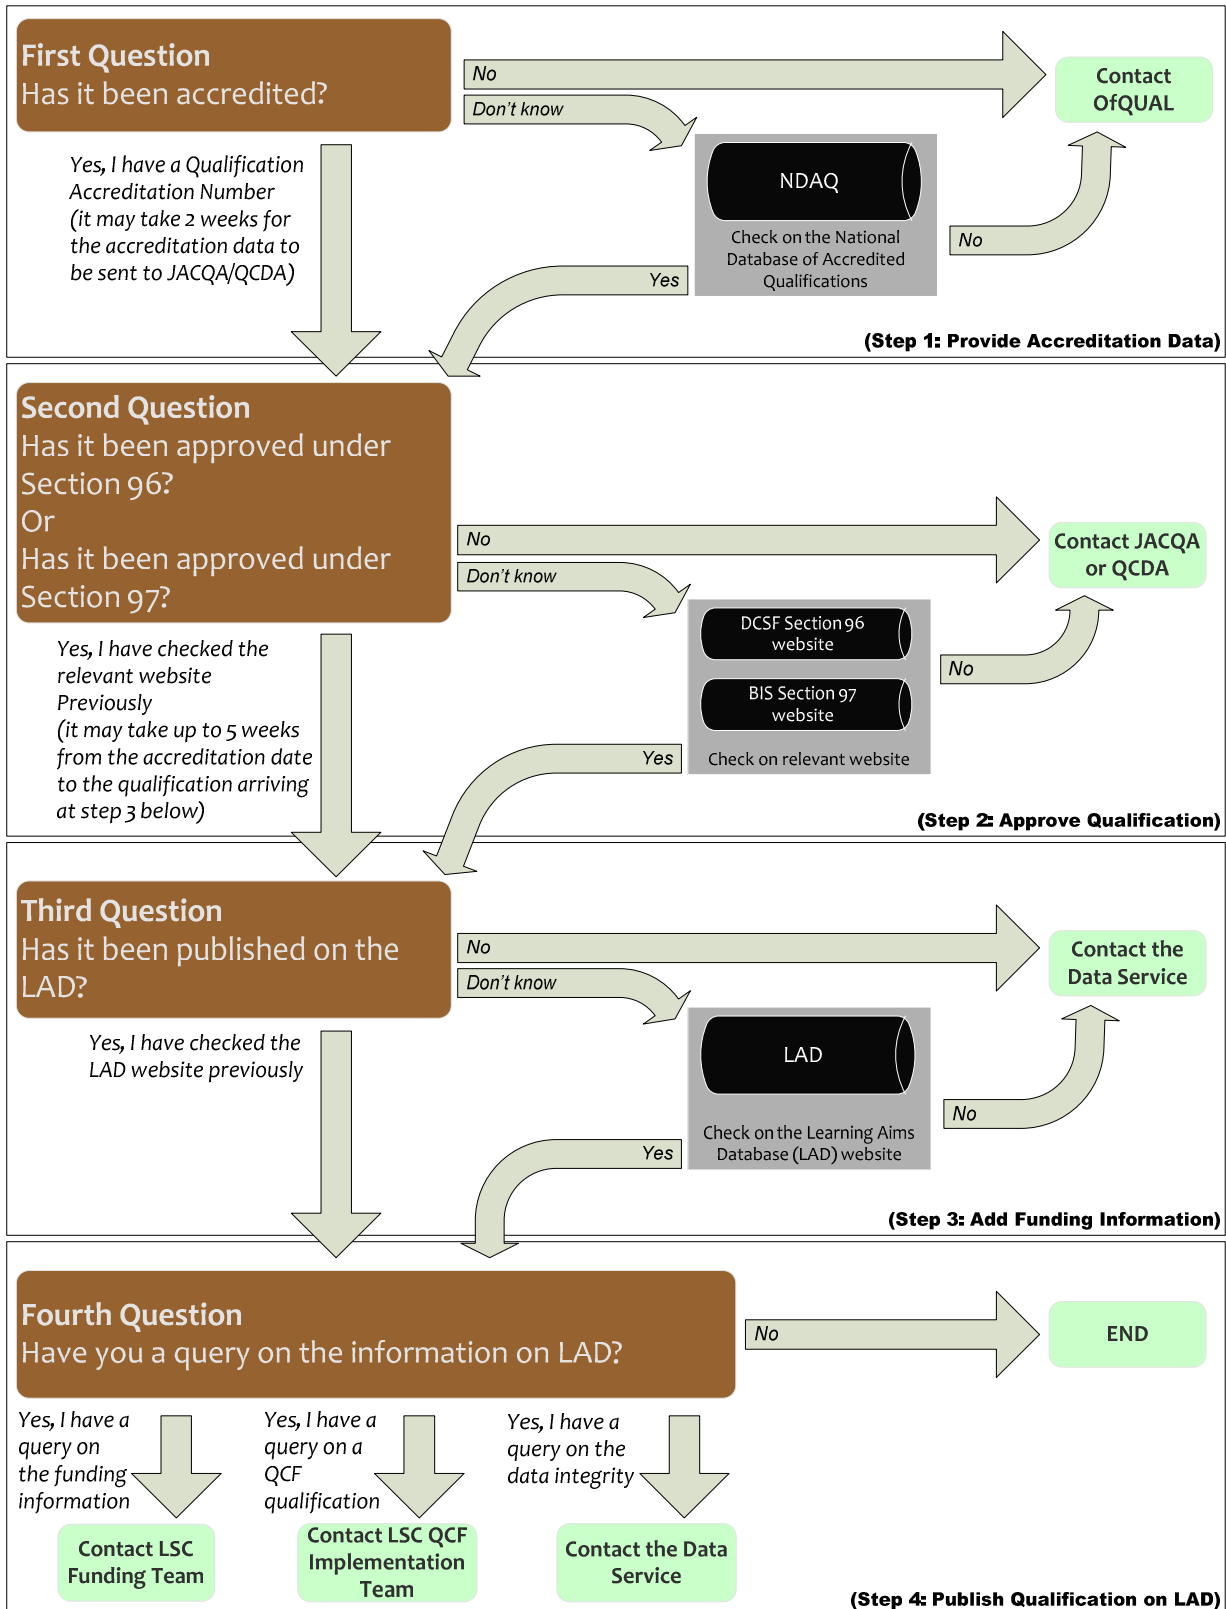 First Question
Has it been accredited?
No
Contact
OfQUAL
Don't know
Yes, I have a Qualification
Accreditation Number
(it may take 2 weeks for
the accreditation data to
be sent to JACQA/QCDA)
NDAQ
Check on the National
Database of Accredited
Qualifications
No
Yes
(Step 1: Provide Accreditation Data)
Second Question
Has it been approved under
Section 96?
Or
Has it been approved under
Section 97?
No
Contact JACQA
or QCDA
Don't know
Yes, I have checked the
relevant website
Previously
(it may take up to 5 weeks
from the accreditation date
to the qualification arriving
at step 3 below)
DCSF Section 96
website
BIS Section 97
website
Check on relevant website
No
Yes
(Step 2: Approve Qualification)
Third Question
Has it been published on the
LAD?
No
Contact the
Data Service
Don't know
Yes, I have checked the
LAD website previously
LAD
Check on the Learning Aims
Database (LAD) website
No
Yes
(Step 3: Add Funding Information)
Fourth Question
Have you a query on the information on LAD?
No
END
Yes, I have a
query on
the funding
information
Yes, I have a
query on a
QCF
qualification
Yes, I have a
query on the
data integrity
Contact LSC
Funding Team
Contact LSC QCF
Implementation
Team
Contact the Data
Service
(Step 4: Publish Qualification on LAD)